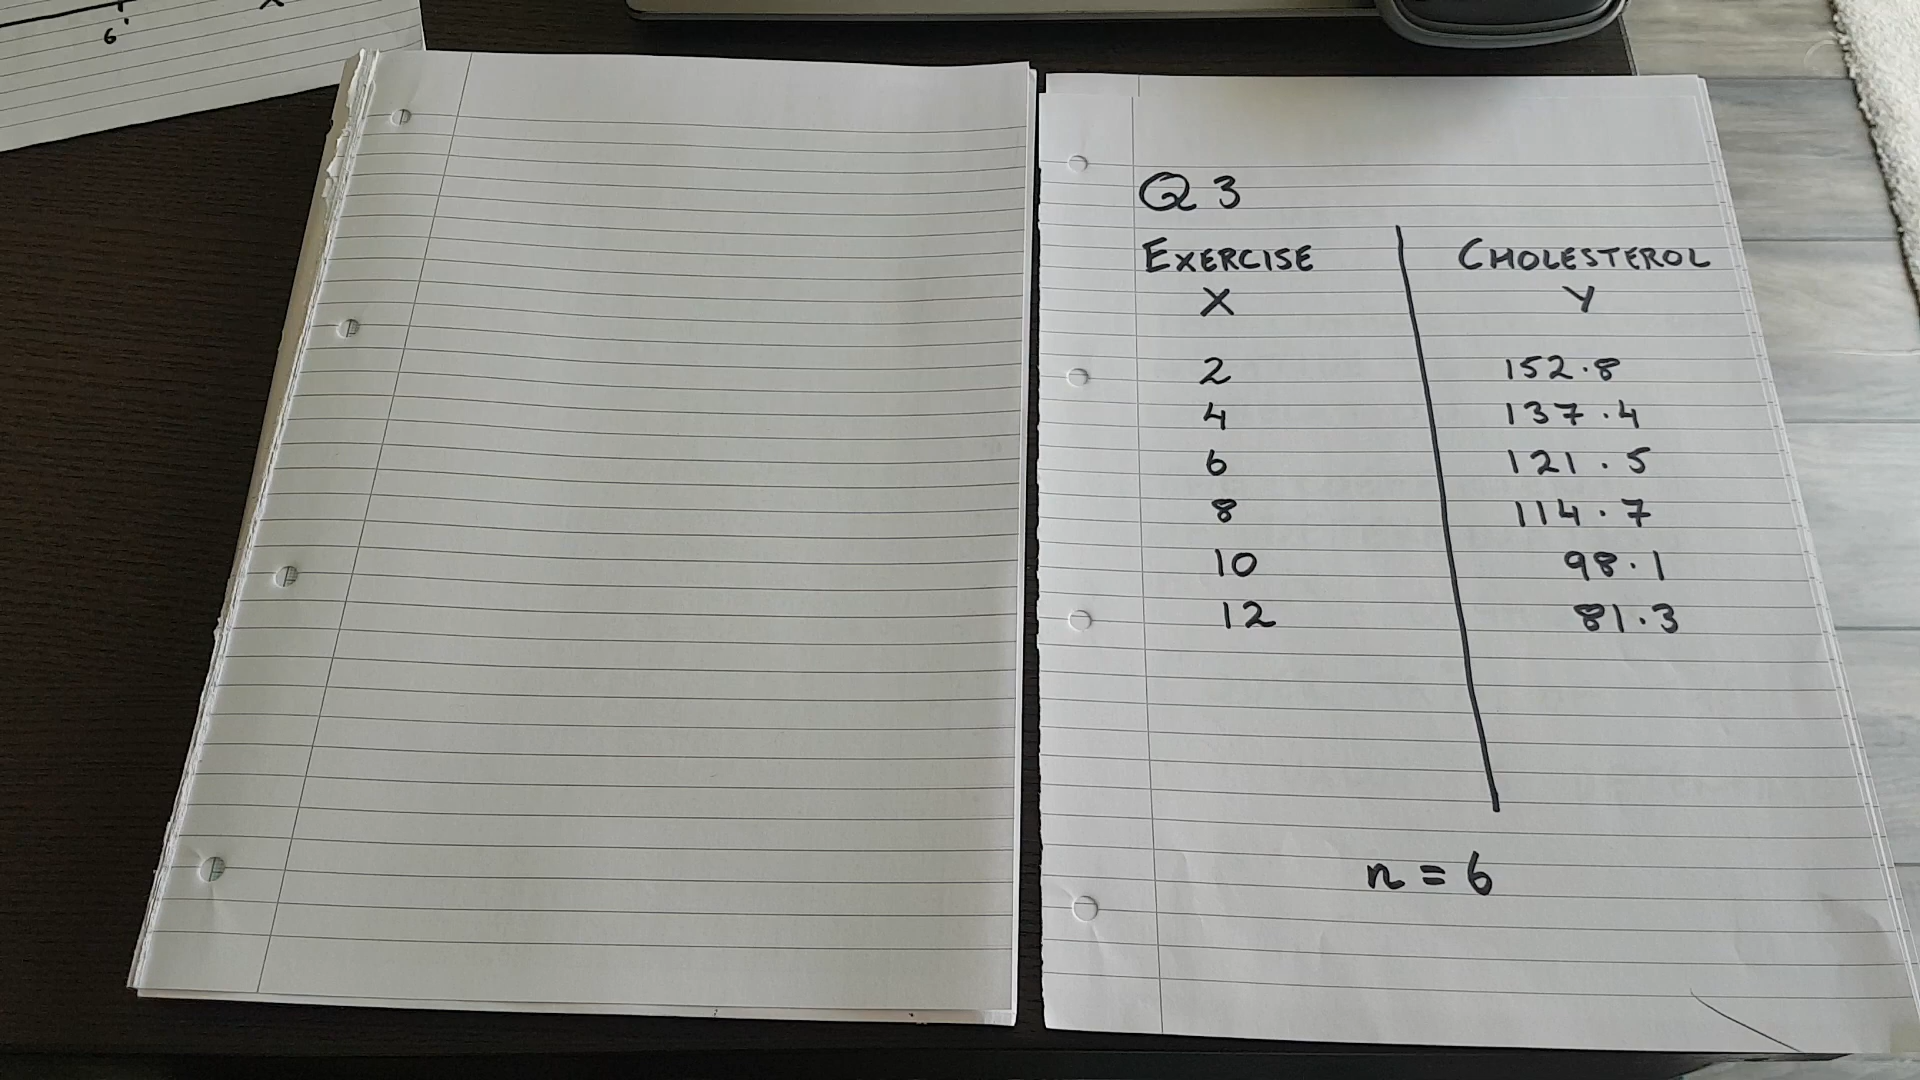 6
x
Q3
EXERCISE CHOLESTEROL
X Y
2 152.8
4 137.4
6 121.5
8 114.7
10 98.1
12 81.3
n = 6